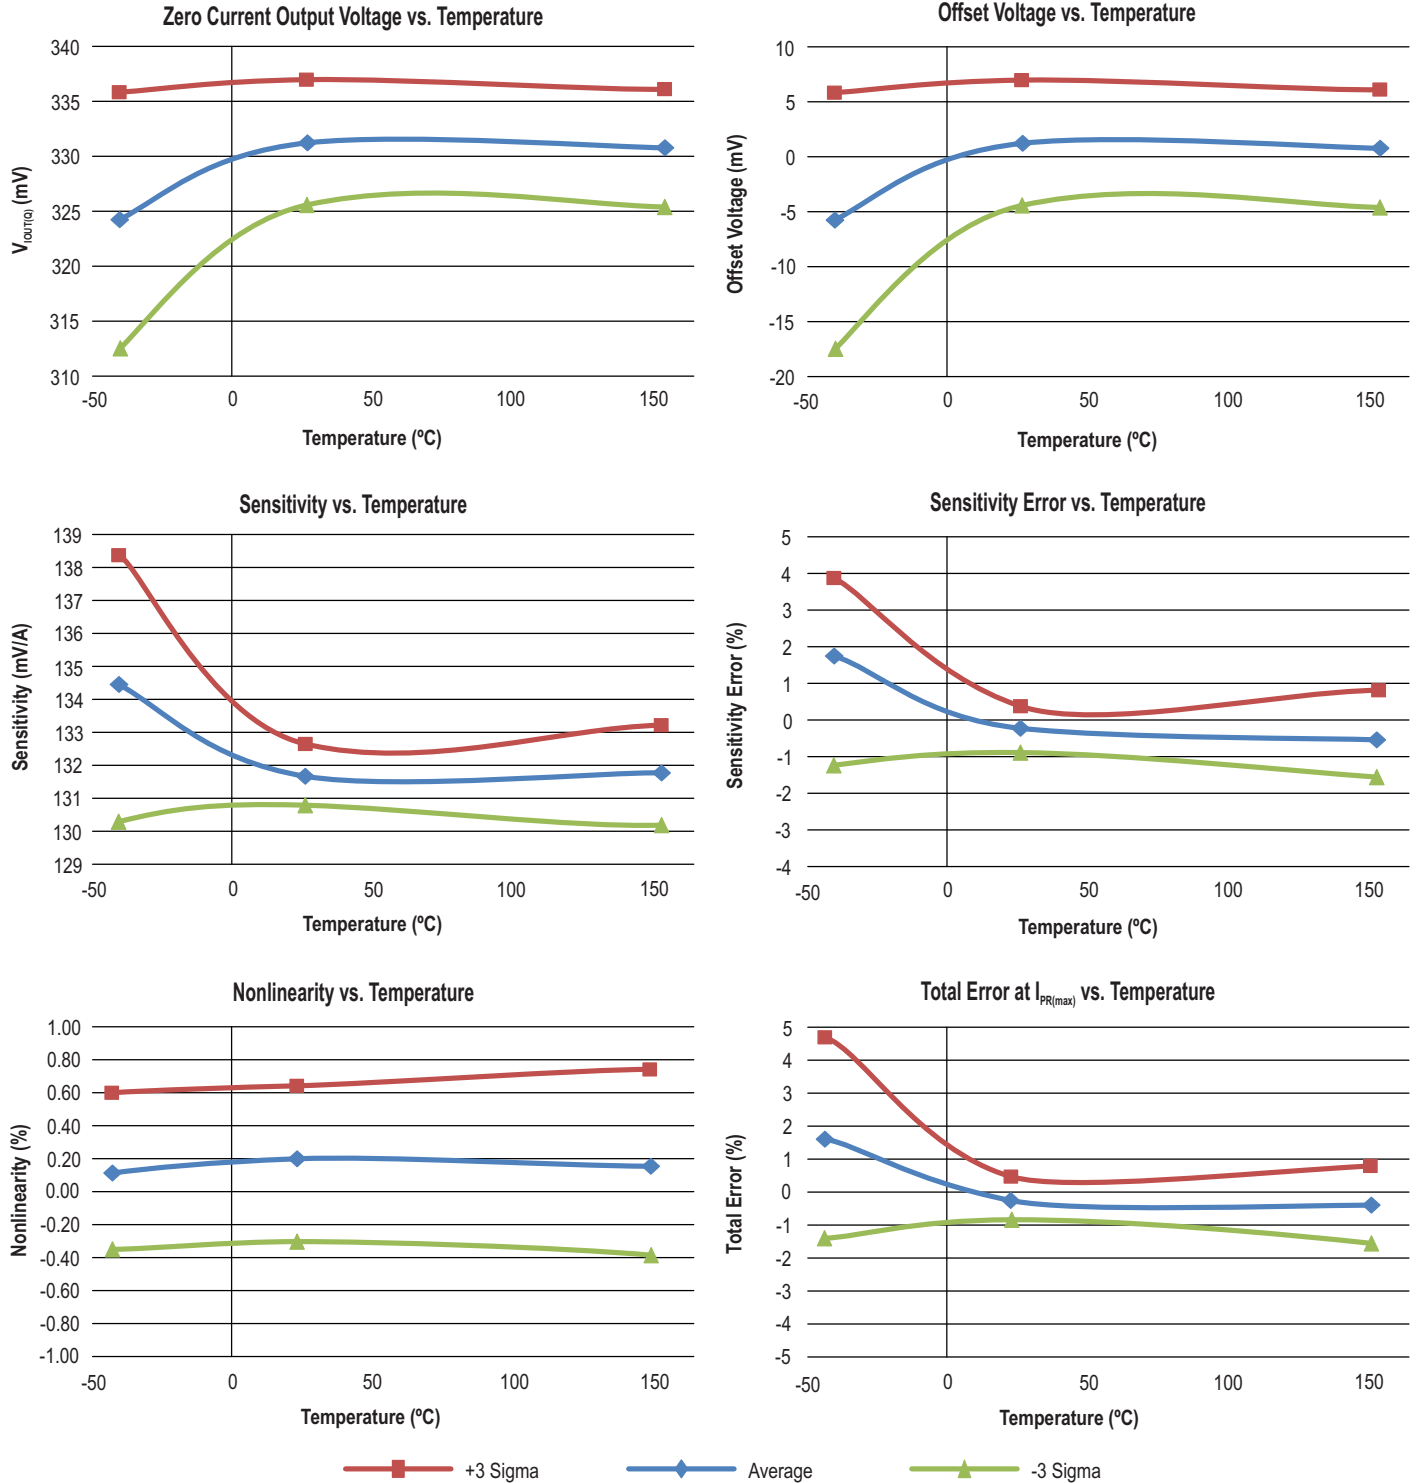 Zero Current Output Voltage vs. Temperature
340
335
330
325
320
315
310
-50 0 50 100 150
VIOUT(Q) (mV)
Temperature (ºC)
Offset Voltage vs. Temperature
10
5
0
-5
-10
-15
-20
-50 0 50 100 150
Offset Voltage (mV)
Temperature (ºC)
Sensitivity vs. Temperature
139
138
137
136
135
134
133
132
131
130
129
-50 0 50 100 150
Sensitivity (mV/A)
Temperature (ºC)
Sensitivity Error vs. Temperature
5
4
3
2
1
0
-1
-2
-3
-4
-50 0 50 100 150
Sensitivity Error (%)
Temperature (ºC)
Nonlinearity vs. Temperature
1.00
0.80
0.60
0.40
0.20
0.00
-0.20
-0.40
-0.60
-0.80
-1.00
-50 0 50 100 150
Nonlinearity (%)
Temperature (ºC)
Total Error at IPR(max) vs. Temperature
5
4
3
2
1
0
-1
-2
-3
-4
-5
-50 0 50 100 150
Total Error (%)
Temperature (ºC)
+3 Sigma Average -3 Sigma